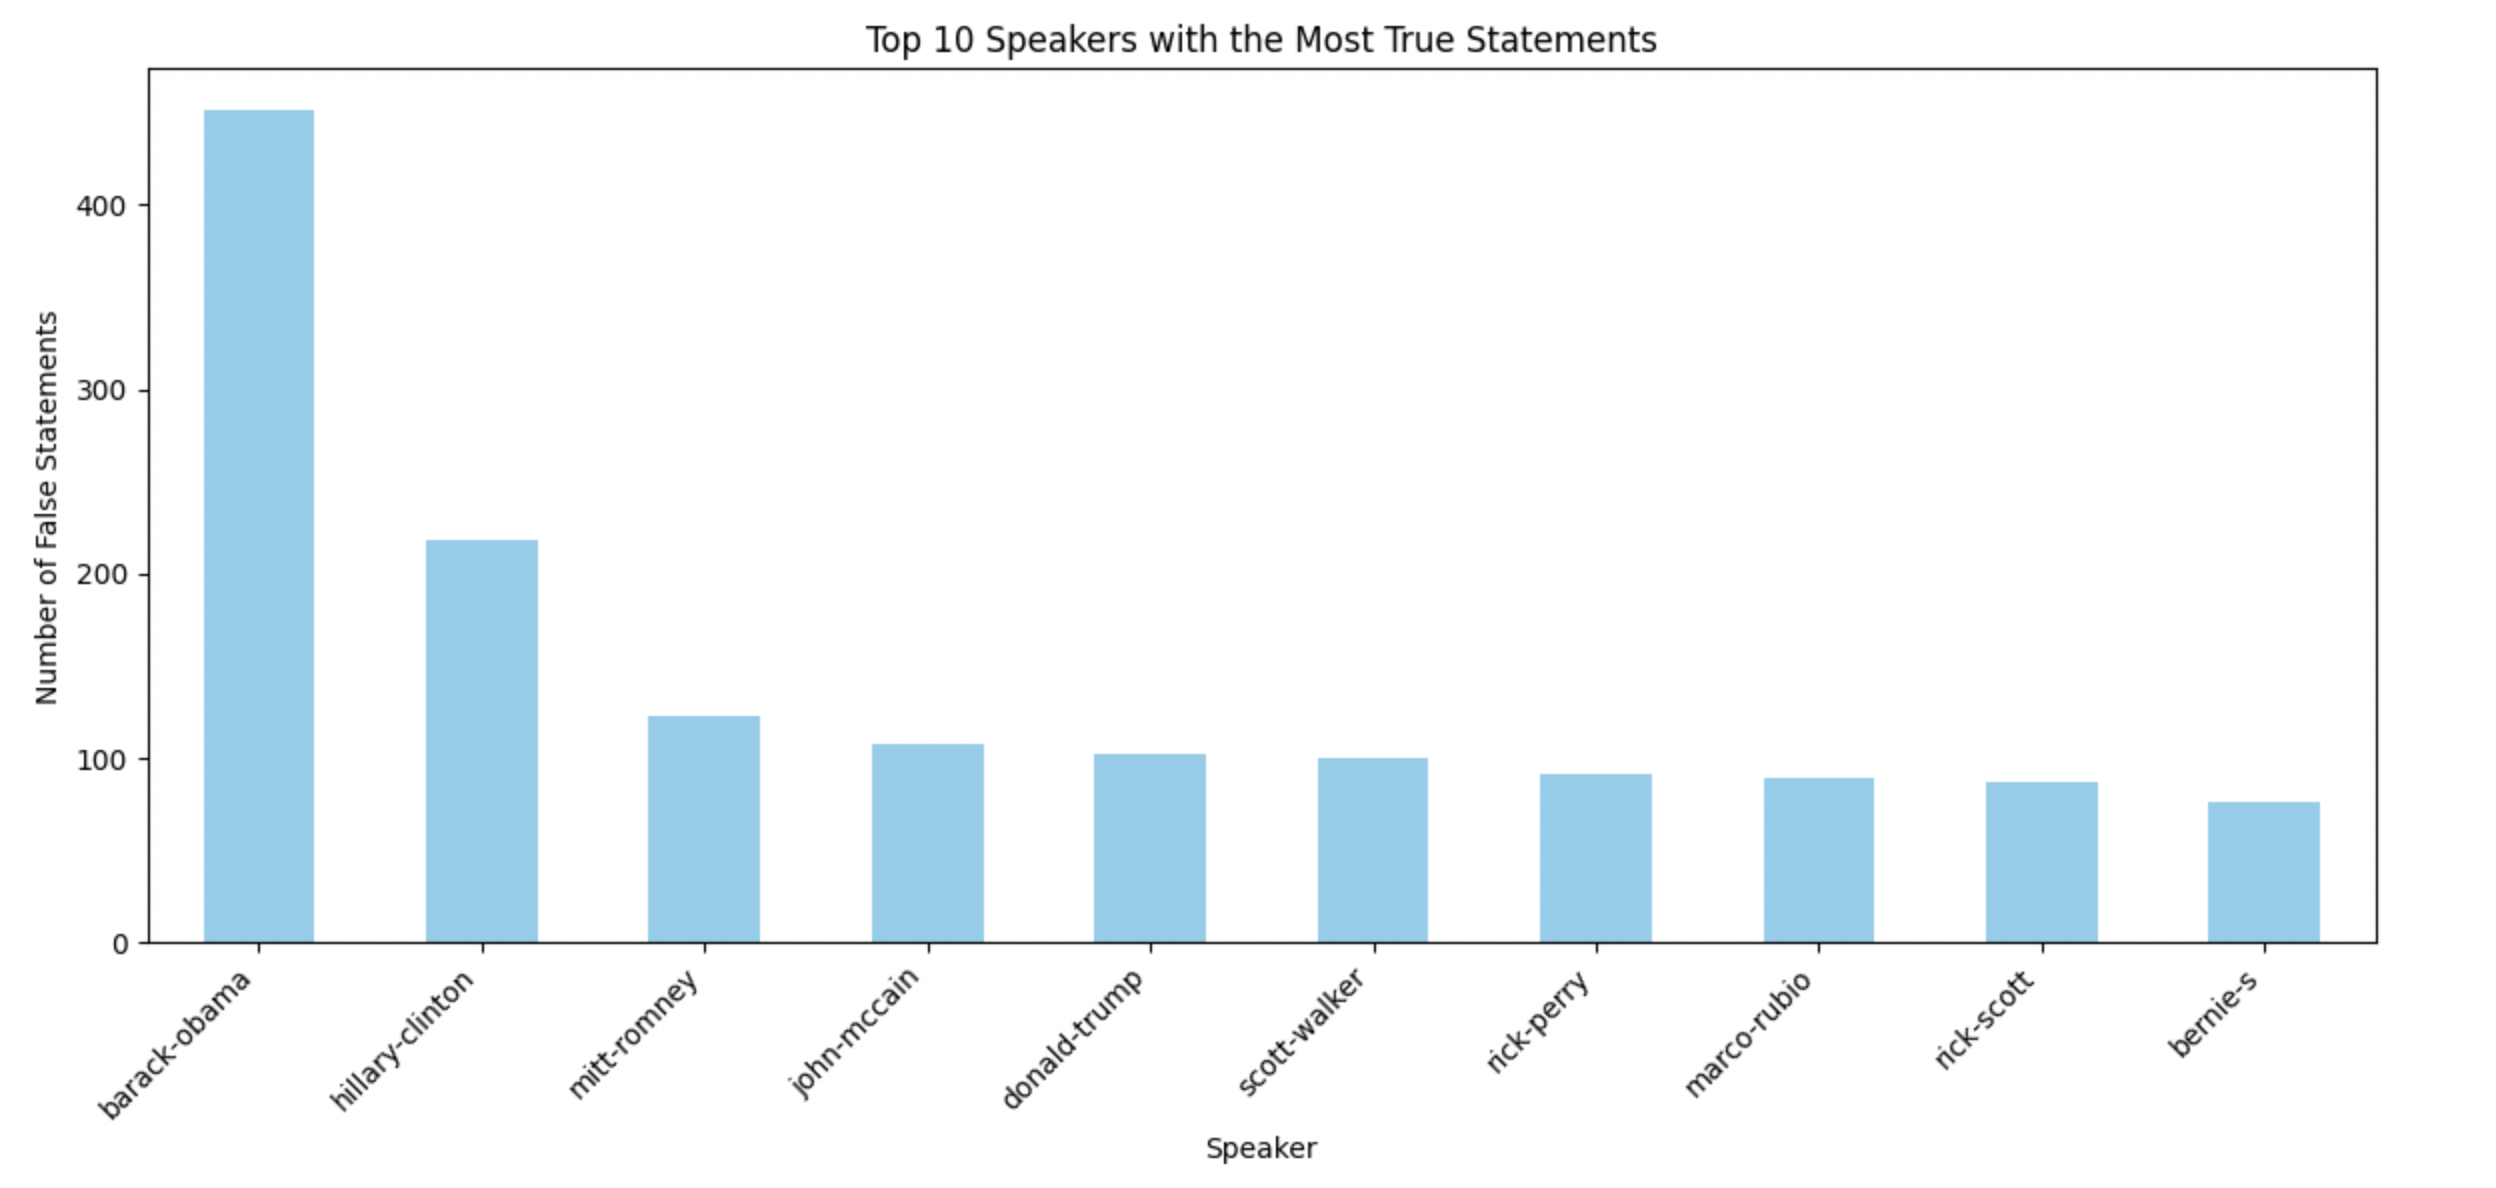 Top 10 Speakers with the Most True Statements
Number of False Statements
400
300
200
100
0
barack-obama
hillary-clinton
mitt-romney
john-mccain
donald-trump
scott-walker
rick-perry
marco-rubio
rick-scott
bernie-s
Speaker